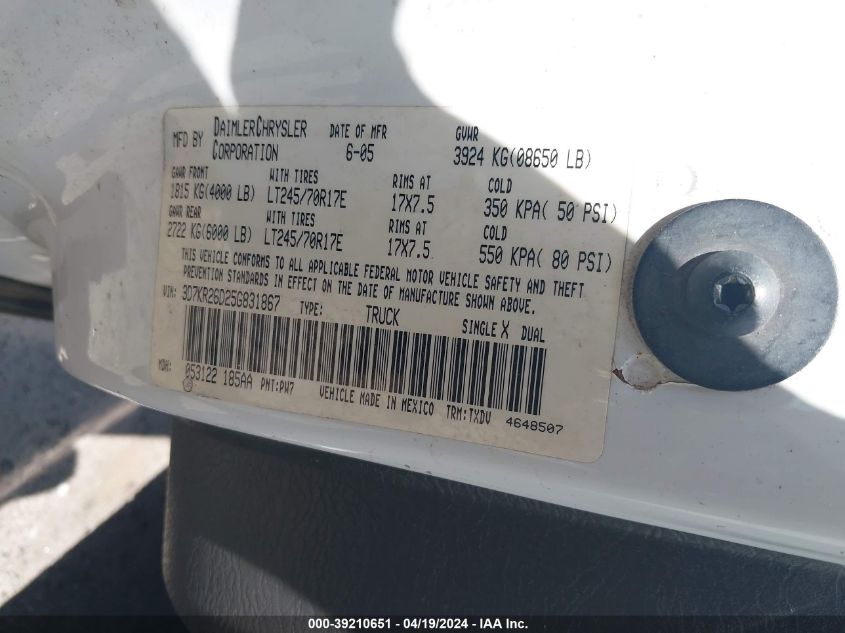 MFD BY DAIMLERCHRYSLER CORPORATION DATE OF MFR 6-05 GVWR 3924 KG(08650 LB)
GAWR FRONT WITH TIRES RIMS AT COLD
1815 KG(4000 LB) LT245/70R17E 17X7.5 350 KPA( 50 PSI)
GAWR REAR WITH TIRES RIMS AT COLD
2722 KG(6000 LB) LT245/70R17E 17X7.5 550 KPA( 80 PSI)
THIS VEHICLE CONFORMS TO ALL APPLICABLE FEDERAL MOTOR VEHICLE SAFETY AND THEFT
PREVENTION STANDARDS IN EFFECT ON THE DATE OF MANUFACTURE SHOWN ABOVE.
VIN: 3D7KR26D25G831867 TYPE: TRUCK SINGLE X DUAL
MDH: 053122 185AA PNT:PW7 VEHICLE MADE IN MEXICO TRM:TXDV 4648507
000-39210651 - 04/19/2024 - IAA Inc.